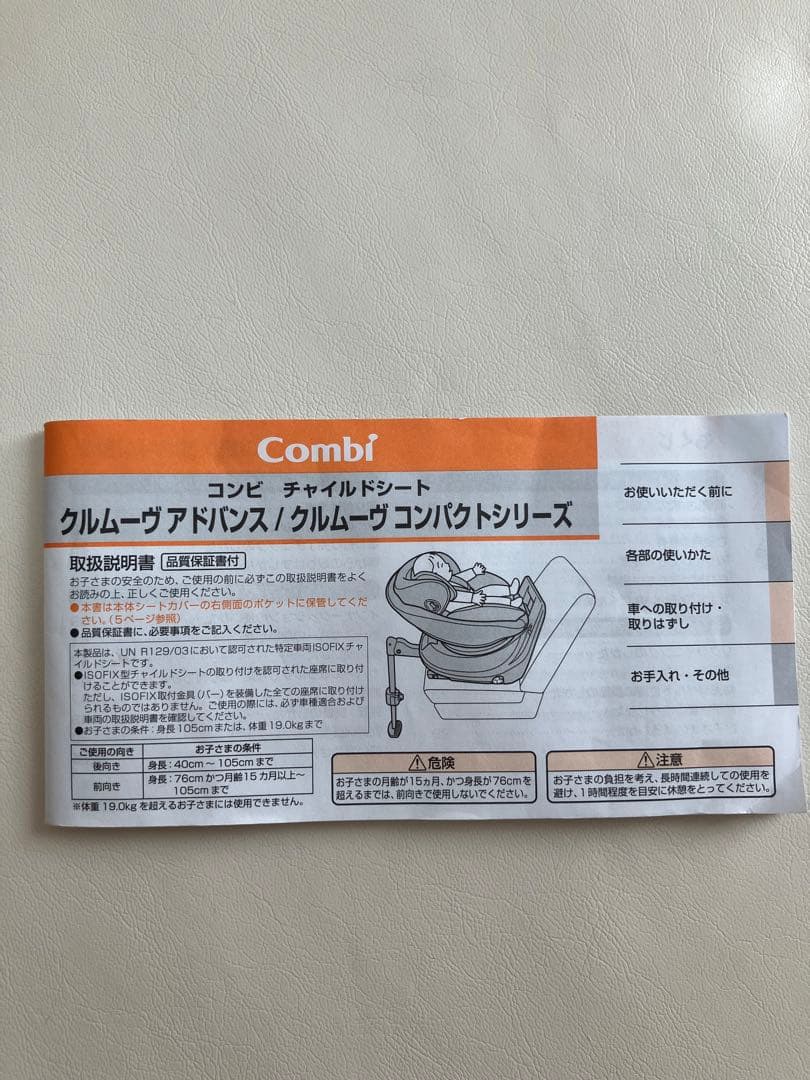 Combi
コンビ チャイルドシート
クルムーヴ アドバンス / クルムーヴ コンパクトシリーズ
取扱説明書 品質保証書付
お子さまの安全のため、ご使用の前に必ずこの取扱説明書をよく
お読みの上、正しくご使用ください。
●本書は本体シートカバーの右側面のポケットに保管してくだ
さい。(5ページ参照)
●品質保証書に、必要事項をご記入ください。
本製品は、UN R129/03において認可された特定車両ISOFIXチャ
イルドシートです。
●ISOFIX型チャイルドシートの取り付けを認可された座席に取り付
けることができます。
ただし、ISOFIX取付金具(バー)を装備した全ての座席に取り付け
られるものではありません。ご使用の際には、必ず車種適合および
車両の取扱説明書を確認してください。
●お子さまの条件:身長105cmまたは、体重19.0kgまで
ご使用の向き お子さまの条件
後向き 身長:40cm〜105cmまで
前向き 身長:76cmかつ月齢15カ月以上〜
105cmまで
※体重19.0kgを超えるお子さまには使用できません。
⚠危険
お子さまの月齢が15ヵ月、かつ身長が76cmを
超えるまでは、前向きで使用しないでください。
⚠注意
お子さまの負担を考え、長時間連続しての使用を
避け、1時間程度を目安に休憩をとってください。
お使いいただく前に
各部の使いかた
車への取り付け・
取りはずし
お手入れ・その他